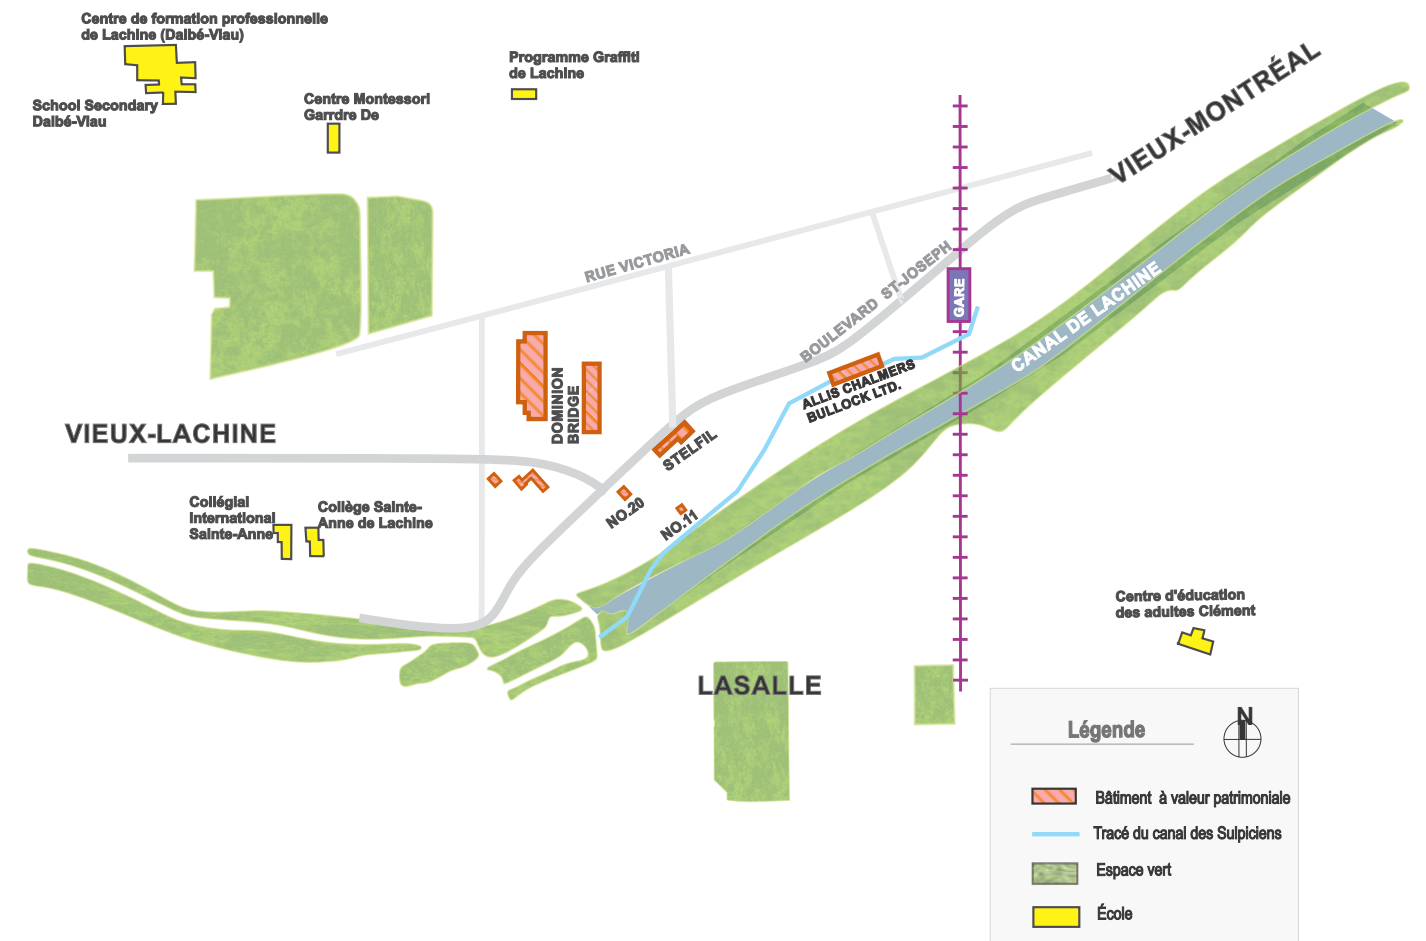 Centre de formation professionnelle
de Lachine (Dalbé-Viau)
School Secondary
Dalbé-Viau
Centre Montessori
Garrdre De
Programme Graffiti
de Lachine
VIEUX-MONTRÉAL
RUE VICTORIA
BOULEVARD ST-JOSEPH
GARE
CANAL DE LACHINE
ALLIS CHALMERS
BULLOCK LTD.
DOMINION
BRIDGE
STELFIL
VIEUX-LACHINE
NO.20
NO.11
Collégial
International
Sainte-Anne
Collège Sainte-
Anne de Lachine
Centre d'éducation
des adultes Clément
LASALLE
Légende
N
Bâtiment à valeur patrimoniale
Tracé du canal des Sulpiciens
Espace vert
École